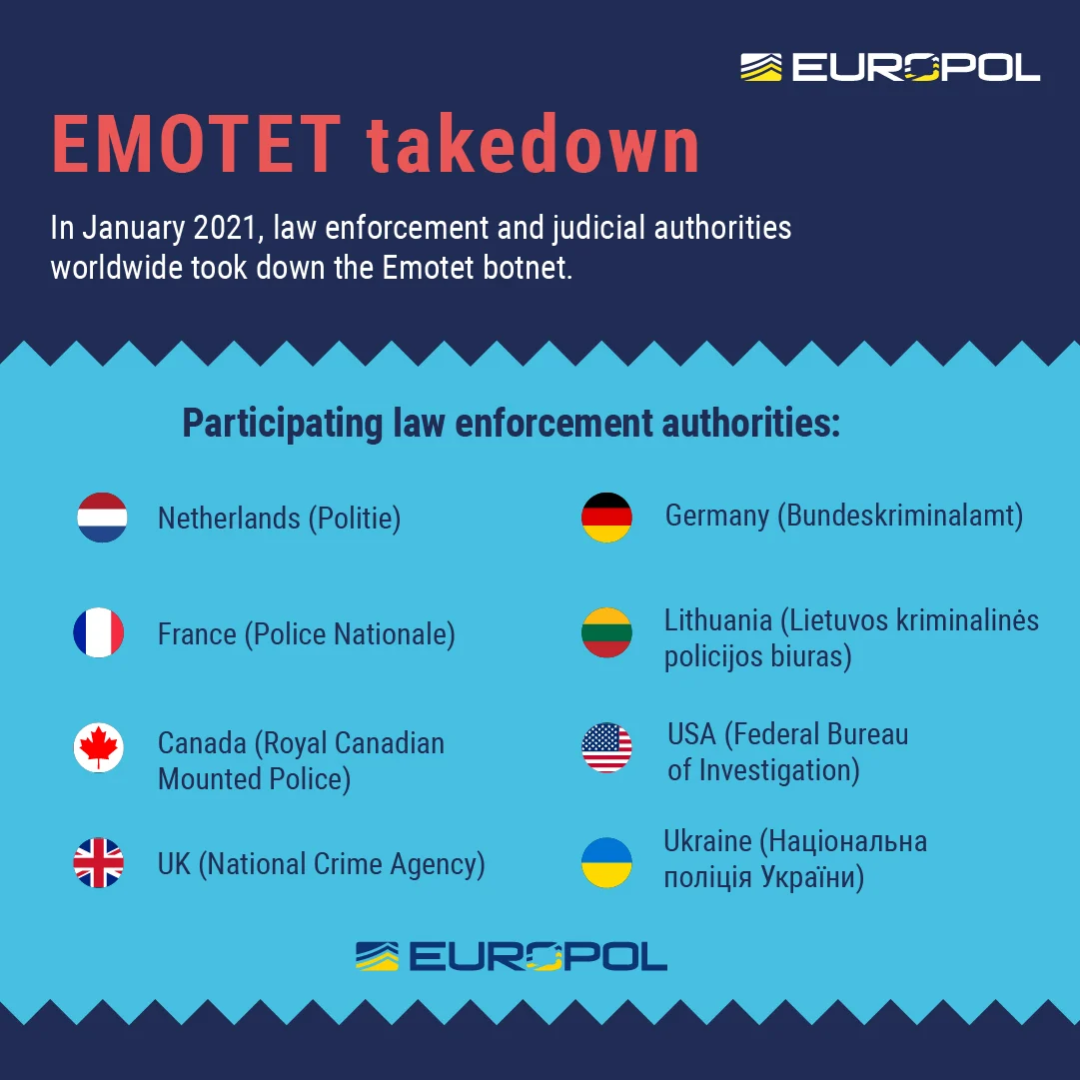 EUROPOL
EMOTET takedown
In January 2021, law enforcement and judicial authorities
worldwide took down the Emotet botnet.
Participating law enforcement authorities:
Netherlands (Politie)
Germany (Bundeskriminalamt)
France (Police Nationale)
Lithuania (Lietuvos kriminalinės
policijos biuras)
Canada (Royal Canadian
Mounted Police)
USA (Federal Bureau
of Investigation)
UK (National Crime Agency)
Ukraine (Національна
поліція України)
EUROPOL